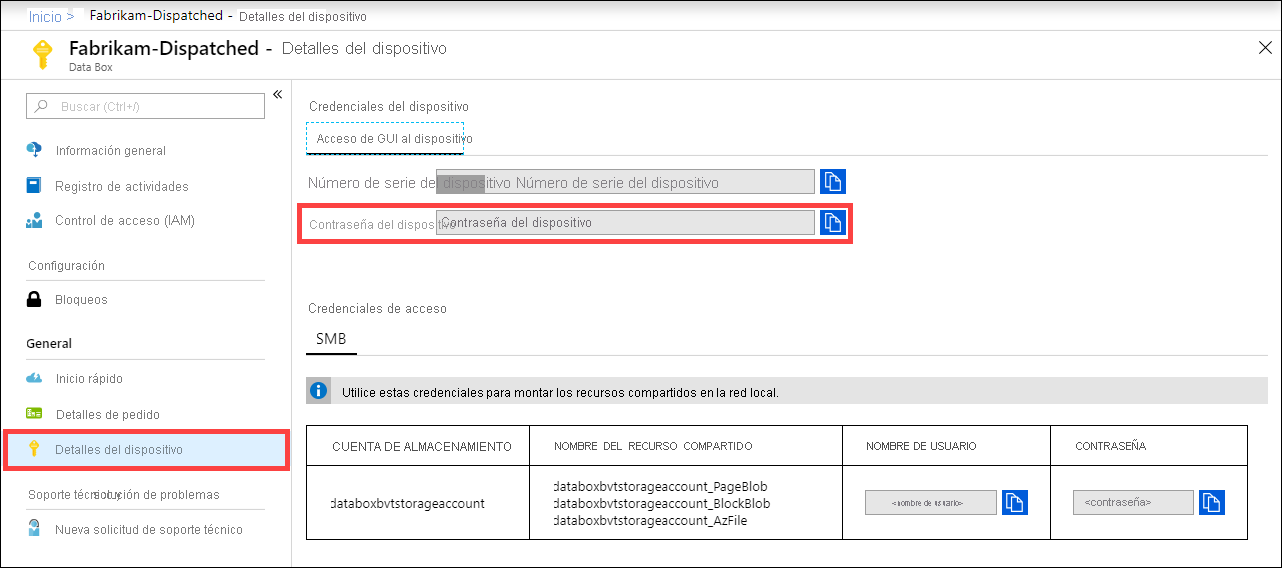 Inicio > Fabrikam-Dispatched - Detalles del dispositivo
Fabrikam-Dispatched - Detalles del dispositivo
Data Box
Buscar (Ctrl+/)
Información general
Registro de actividades
Control de acceso (IAM)
Configuración
Bloqueos
General
Inicio rápido
Detalles de pedido
Detalles del dispositivo
Soporte técnico y solución de problemas
Nueva solicitud de soporte técnico
Credenciales del dispositivo
Acceso de GUI al dispositivo
Número de serie del dispositivo Número de serie del dispositivo
Contraseña del dispositivo Contraseña del dispositivo
Credenciales de acceso
SMB
Utilice estas credenciales para montar los recursos compartidos en la red local.
CUENTA DE ALMACENAMIENTO NOMBRE DEL RECURSO COMPARTIDO NOMBRE DE USUARIO CONTRASEÑA
databoxbvtstorageaccount
databoxbvtstorageaccount_PageBlob
databoxbvtstorageaccount_BlockBlob
databoxbvtstorageaccount_AzFile
<nombre de usuario>
<contraseña>